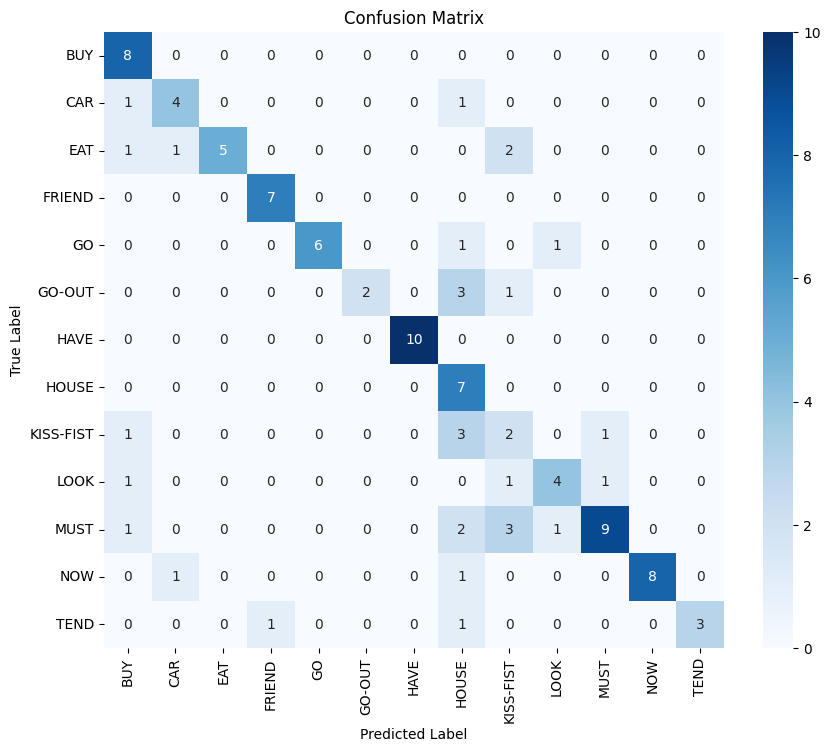 Confusion Matrix
True Label
BUY 8 0 0 0 0 0 0 0 0 0 0 0 0
CAR 1 4 0 0 0 0 0 1 0 0 0 0 0
EAT 1 1 5 0 0 0 0 0 2 0 0 0 0
FRIEND 0 0 0 7 0 0 0 0 0 0 0 0 0
GO 0 0 0 0 6 0 0 1 0 1 0 0 0
GO-OUT 0 0 0 0 0 2 0 3 1 0 0 0 0
HAVE 0 0 0 0 0 0 10 0 0 0 0 0 0
HOUSE 0 0 0 0 0 0 0 7 0 0 0 0 0
KISS-FIST 1 0 0 0 0 0 0 3 2 0 1 0 0
LOOK 1 0 0 0 0 0 0 0 1 4 1 0 0
MUST 1 0 0 0 0 0 0 2 3 1 9 0 0
NOW 0 1 0 0 0 0 0 1 0 0 0 8 0
TEND 0 0 0 1 0 0 0 1 0 0 0 0 3
BUY CAR EAT FRIEND GO GO-OUT HAVE HOUSE KISS-FIST LOOK MUST NOW TEND
Predicted Label
10
8
6
4
2
0